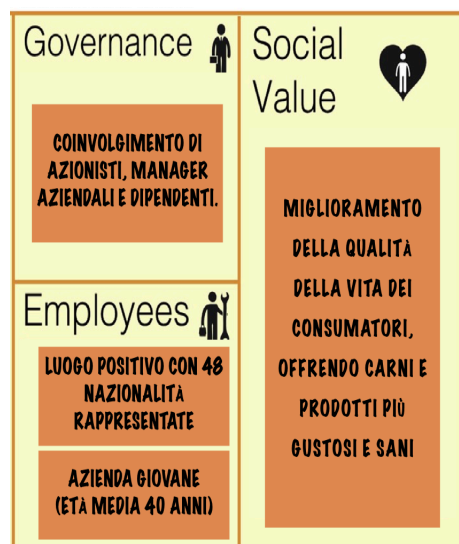 Governance
COINVOLGIMENTO DI
AZIONISTI, MANAGER
AZIENDALI E DIPENDENTI.
Employees
LUOGO POSITIVO CON 48
NAZIONALITÀ
RAPPRESENTATE
AZIENDA GIOVANE
(ETÀ MEDIA 40 ANNI)
Social
Value
MIGLIORAMENTO
DELLA QUALITÀ
DELLA VITA DEI
CONSUMATORI,
OFFRENDO CARNI E
PRODOTTI PIÙ
GUSTOSI E SANI